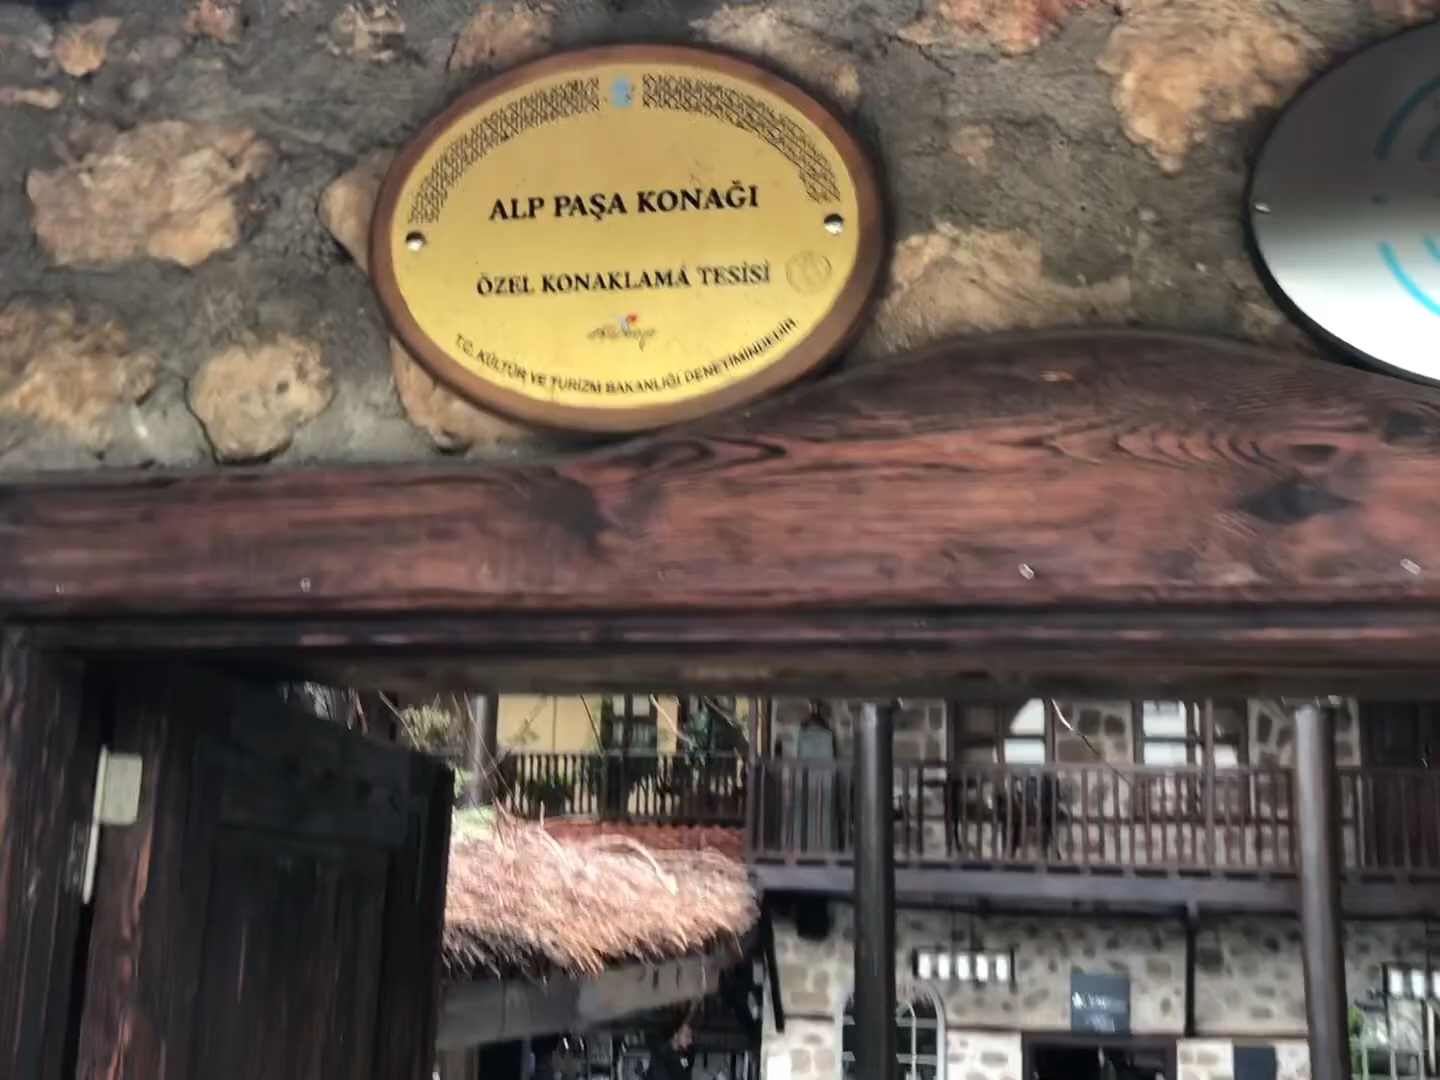 ALP PAŞA KONAĞI
ÖZEL KONAKLAMA TESİSİ
T.C. KÜLTÜR VE TURİZM BAKANLIĞI DENETİMİNDEDİR.